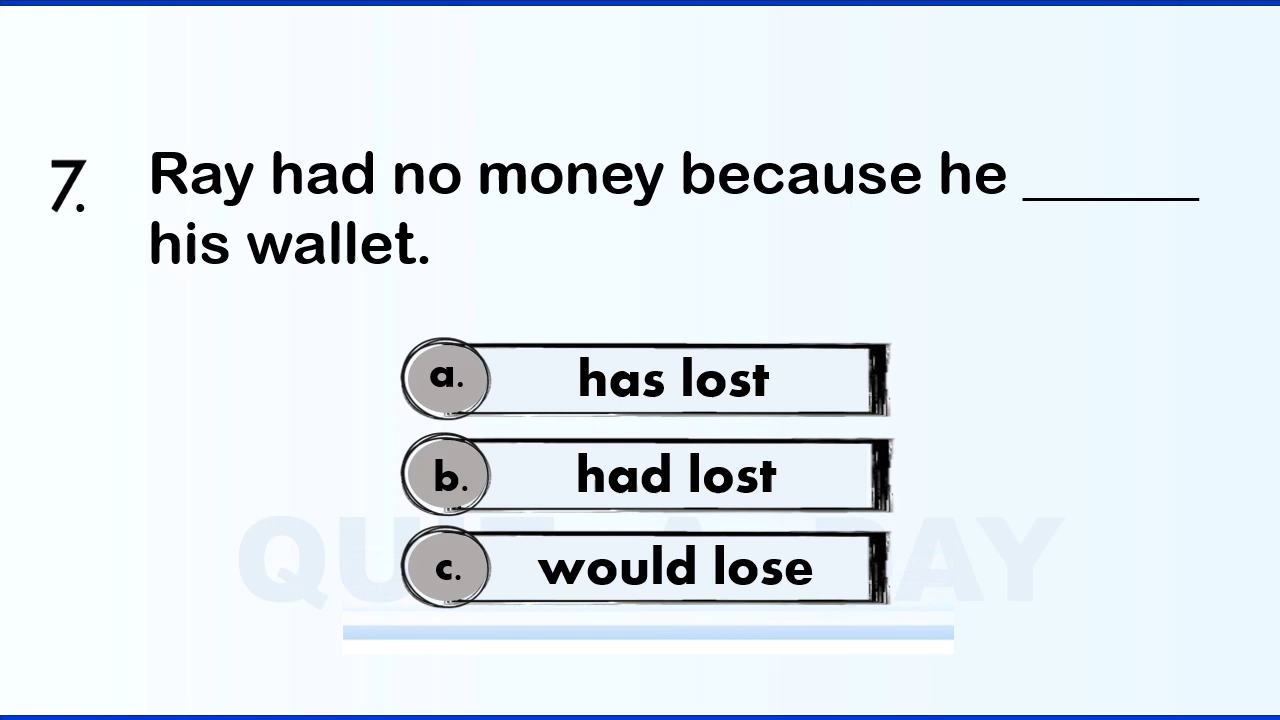 7. Ray had no money because he ______
his wallet.
a. has lost
b. had lost
c. would lose